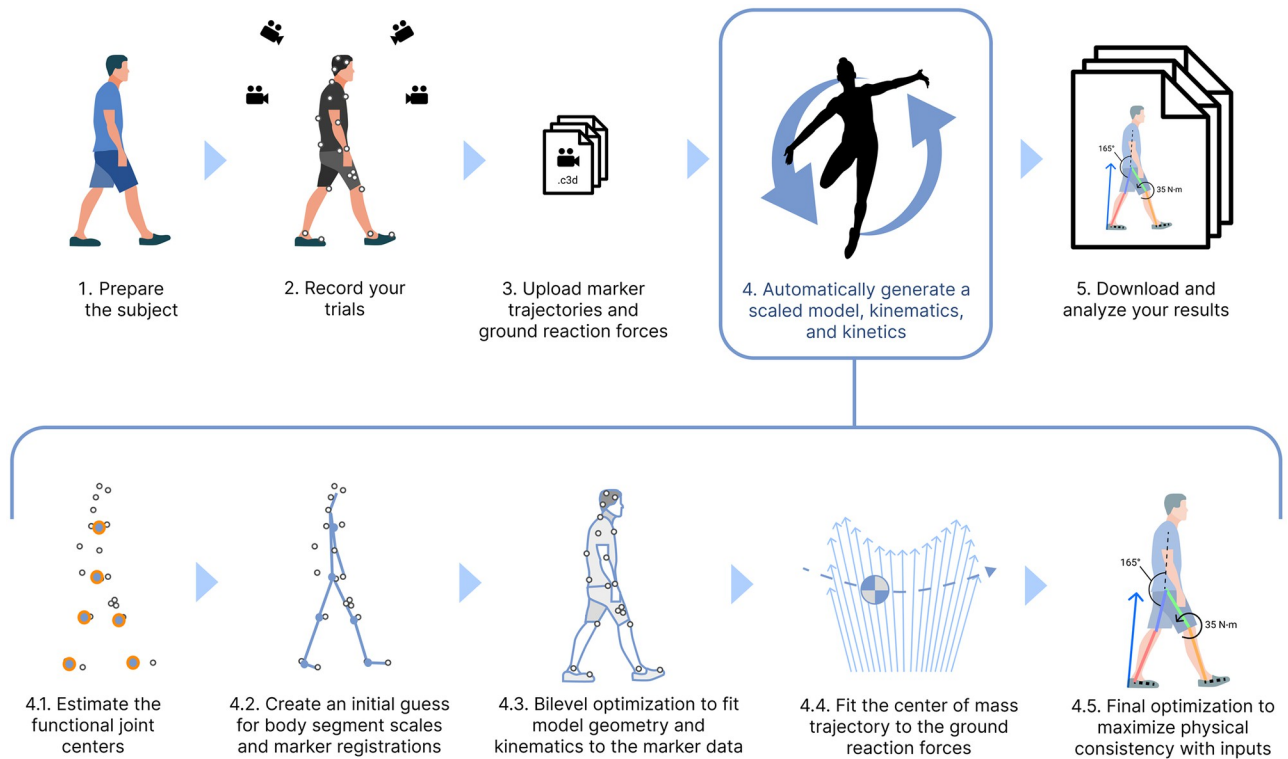 .c3d
165°
35 N·m
1. Prepare
the subject
2. Record your
trials
3. Upload marker
trajectories and
ground reaction forces
4. Automatically generate a
scaled model, kinematics,
and kinetics
5. Download and
analyze your results
165°
35 N·m
4.1. Estimate the
functional joint
centers
4.2. Create an initial guess
for body segment scales
and marker registrations
4.3. Bilevel optimization to fit
model geometry and
kinematics to the marker data
4.4. Fit the center of mass
trajectory to the ground
reaction forces
4.5. Final optimization to
maximize physical
consistency with inputs